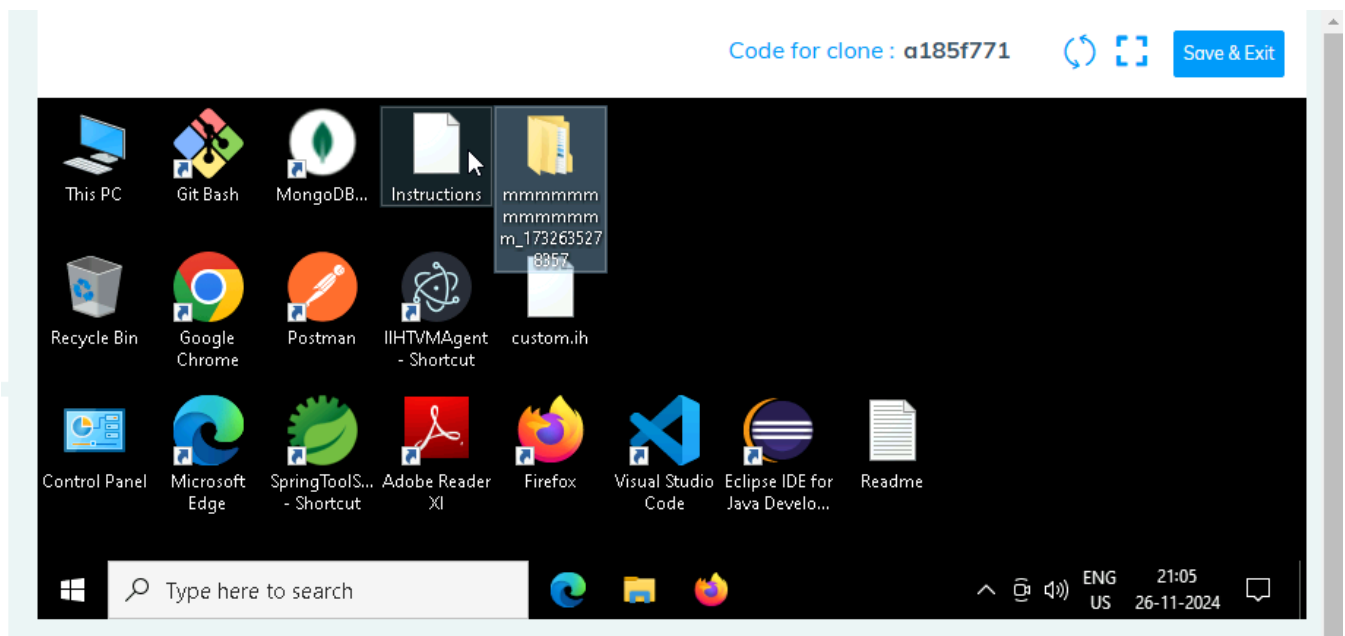 Code for clone : a185f771
Save & Exit
This PC
Git Bash
MongoDB...
Instructions
mmmmmm
mmmmmm
m_173263527
8357
Recycle Bin
Google
Chrome
Postman
IIHTVMAgent
- Shortcut
custom.ih
Control Panel
Microsoft
Edge
SpringToolS...
- Shortcut
Adobe Reader
XI
Firefox
Visual Studio
Code
Eclipse IDE for
Java Develo...
Readme
Type here to search
ENG
US
21:05
26-11-2024